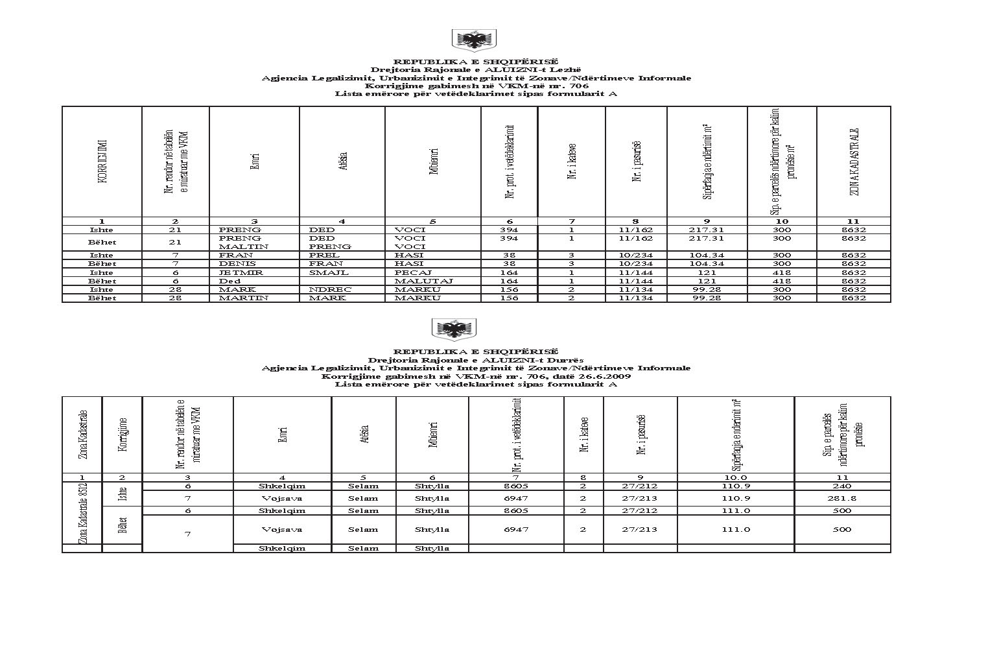 REPUBLIKA E SHQIPËRISË
Drejtoria Rajonale e ALUIZNI-t Lezhë
Agjencia Legalizimit, Urbanizimit e Integrimit të Zonave/Ndërtimeve Informale
Korrigjime gabimesh në VKM-në nr. 706
Lista emërore për vetëdeklarimet sipas formularit A
KORRIGJIMI Nr. rendor në tabelën e miratuar me VKM Emri Atësia Mbiemri Nr. prot. i vetëdeklarimit Nr. i kateve Nr. i pasurisë Sipërfaqja e ndërtimit m² Sip. e parcelës ndërtimore për kalim pronësie m² ZONA KADASTRALE
1 2 3 4 5 6 7 8 9 10 11
Ishte 21 PRENG DED VOCI 394 1 11/162 217.31 300 8632
Bëhet 21 PRENG DED VOCI 394 1 11/162 217.31 300 8632
MALTIN PRENG VOCI
Ishte 7 FRAN PREL HASI 38 3 10/234 104.34 300 8632
Bëhet 7 DENIS FRAN HASI 38 3 10/234 104.34 300 8632
Ishte 6 JETMIR SMAJL PECAJ 164 1 11/144 121 418 8632
Bëhet 6 Ded MALUTAJ 164 1 11/144 121 418 8632
Ishte 28 MARK NDREC MARKU 156 2 11/134 99.28 300 8632
Bëhet 28 MARTIN MARK MARKU 156 2 11/134 99.28 300 8632
REPUBLIKA E SHQIPËRISË
Drejtoria Rajonale e ALUIZNI-t Durrës
Agjencia Legalizimit, Urbanizimit e Integrimit të Zonave/Ndërtimeve Informale
Korrigjime gabimesh në VKM-në nr. 706, datë 26.6.2009
Lista emërore për vetëdeklarimet sipas formularit A
Zona Kadastrale Korrigjime Nr. rendor në tabelën e miratuar me VKM Emri Atësia Mbiemri Nr. prot. i vetëdeklarimit Nr. i kateve Nr. i pasurisë Sipërfaqja e nderimit m² Sip. e parcelës ndërtimore për kalim pronësie
1 2 3 4 5 6 7 8 9 10.0 11
Zona Kadastrale 8512 Ishte 6 Shkelqim Selam Shtylla 8605 2 27/212 110.9 240
7 Vojsava Selam Shtylla 6947 2 27/213 110.9 281.8
Bëhet 6 Shkelqim Selam Shtylla 8605 2 27/212 111.0 500
7 Vojsava Selam Shtylla 6947 2 27/213 111.0 500
Shkelqim Selam Shtylla